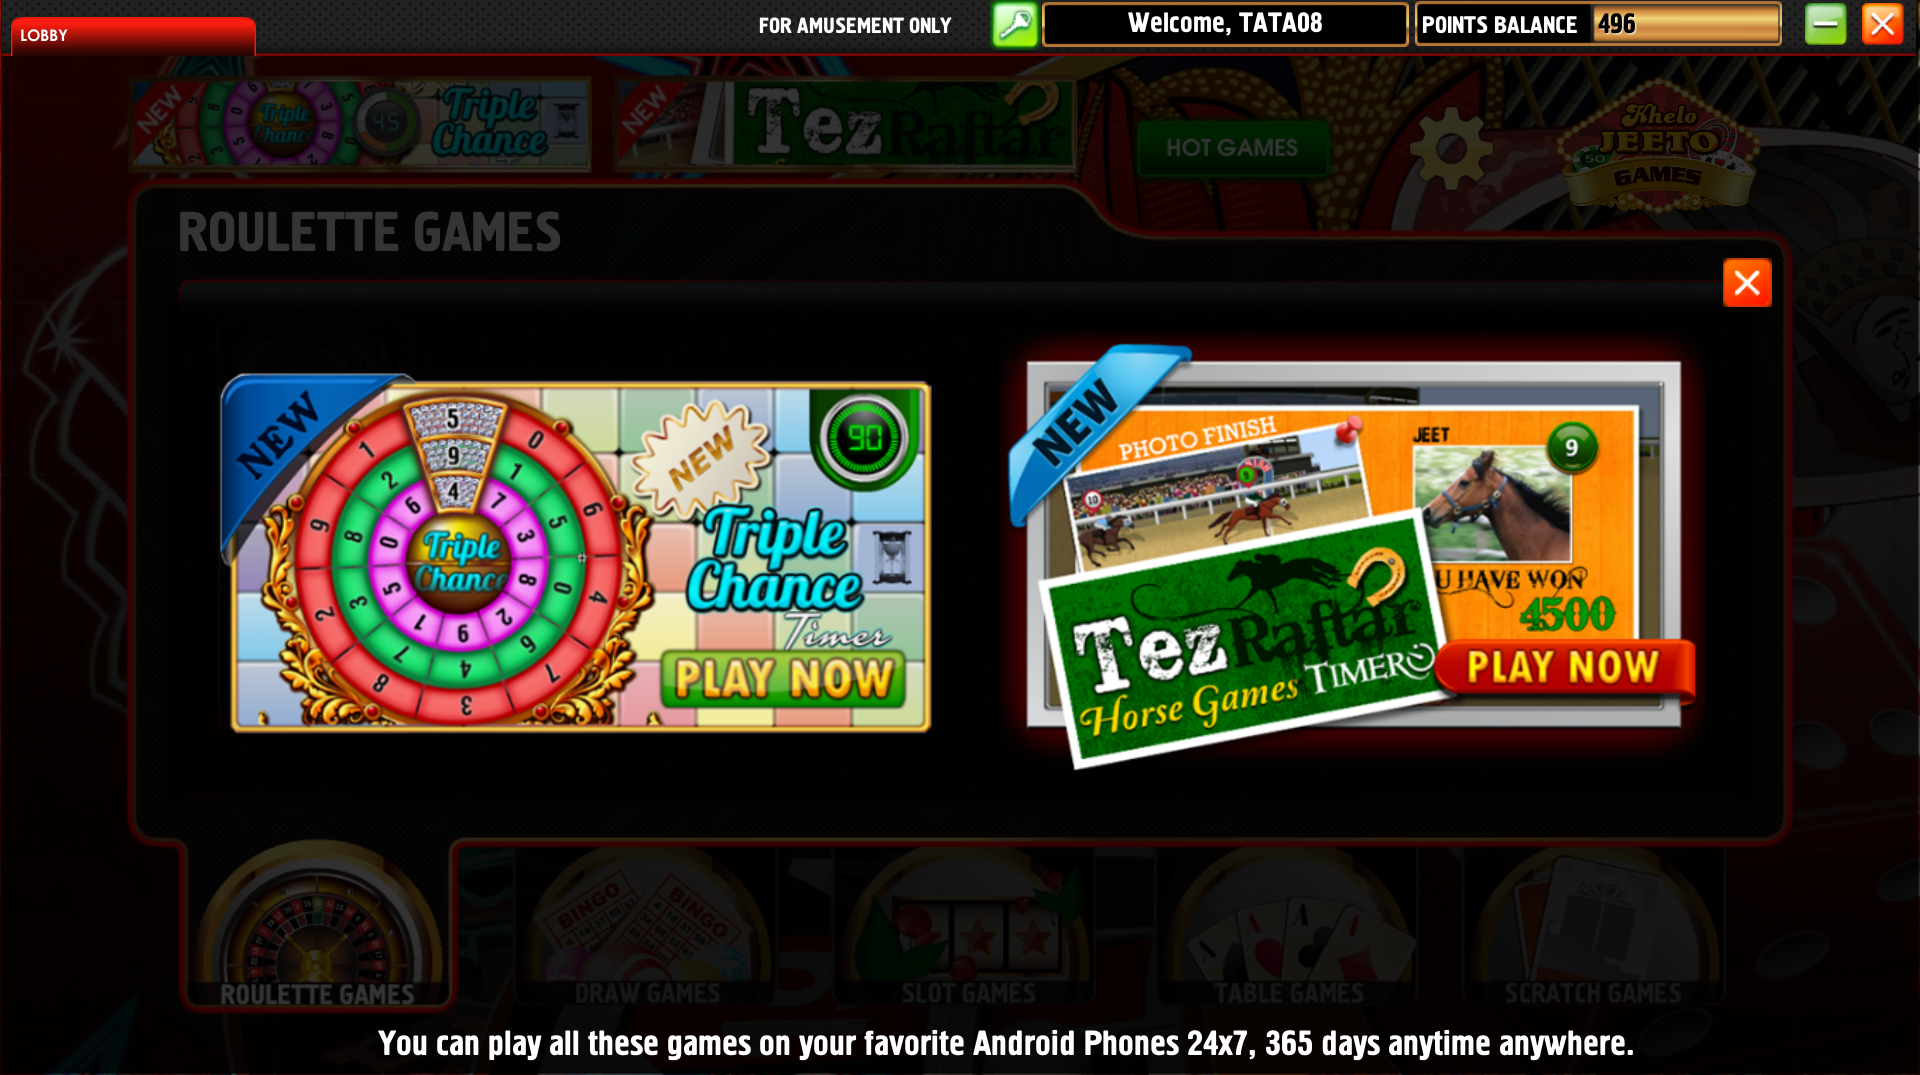 LOBBY
FOR AMUSEMENT ONLY
Welcome, TATA08
POINTS BALANCE 496
NEW
Triple
Chance
45
Triple
Chance
NEW
Tez Raftar
HOT GAMES
Khelo
JEETO
50
GAMES
ROULETTE GAMES
NEW
5
9
4
Triple
Chance
NEW
90
Triple
Chance
Timer
PLAY NOW
NEW
PHOTO FINISH
10
JEET
9
U HAVE WON
4500
Tez Raftar
Horse Games TIMER
PLAY NOW
BINGO
BINGO
ROULETTE GAMES
DRAW GAMES
SLOT GAMES
TABLE GAMES
SCRATCH GAMES
You can play all these games on your favorite Android Phones 24x7, 365 days anytime anywhere.